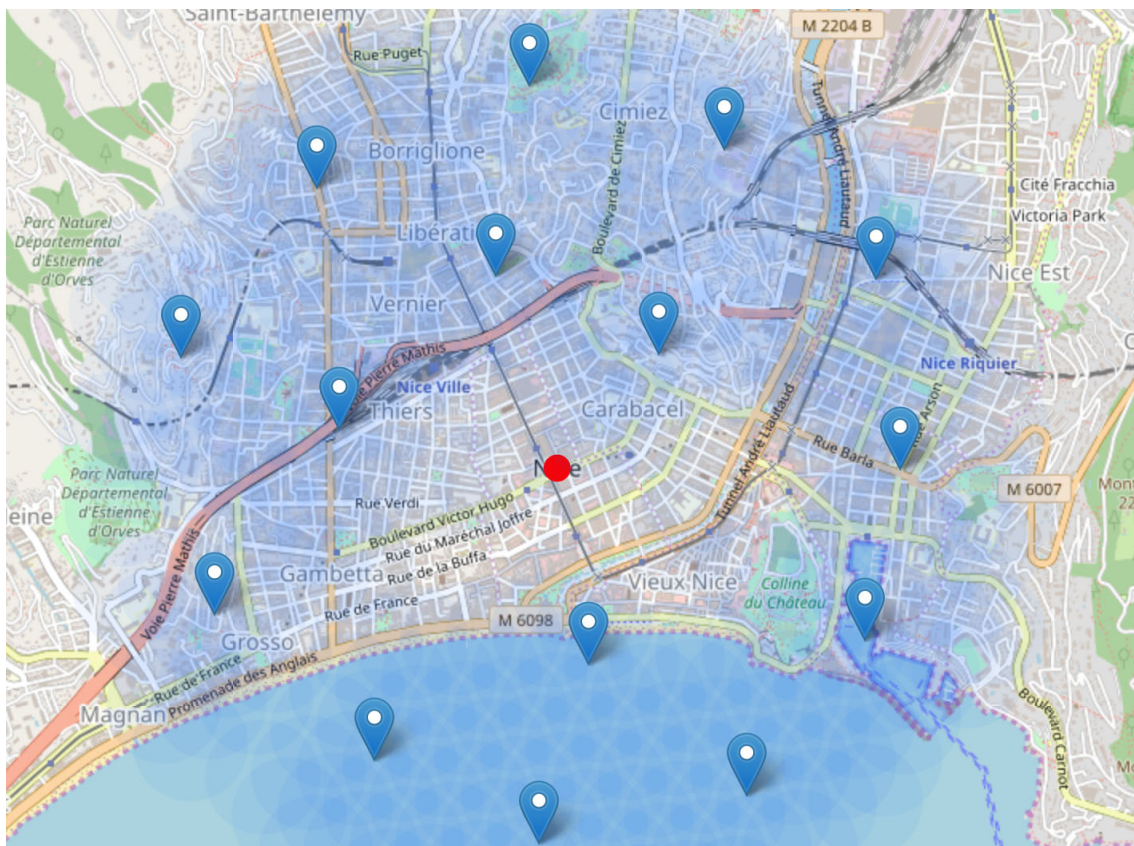 Saint-Barthélemy
M 2204 B
Rue Puget
Cimiez
Tunnel André Liautaud
Borriglione
Boulevard de Cimiez
Cité Fracchia
Victoria Park
Parc Naturel
Départemental
d'Estienne
d'Orves
Nice Est
Vernier
Voie Pierre Mathis
Nice Ville
Nice Riquier
Thiers
Carabacel
Rue Arson
Tunnel André Liautaud
Rue Barla
Parc Naturel
Départemental
d'Estienne
d'Orves
M 6007
Rue Verdi
Boulevard Victor Hugo
Rue du Maréchal Joffre
Rue de la Buffa
Gambetta
Vieux Nice
Colline
du Château
Voie Pierre Mathis
Rue de France
M 6098
Grosso
Rue de France
Promenade des Anglais
Magnan
Boulevard Carnot